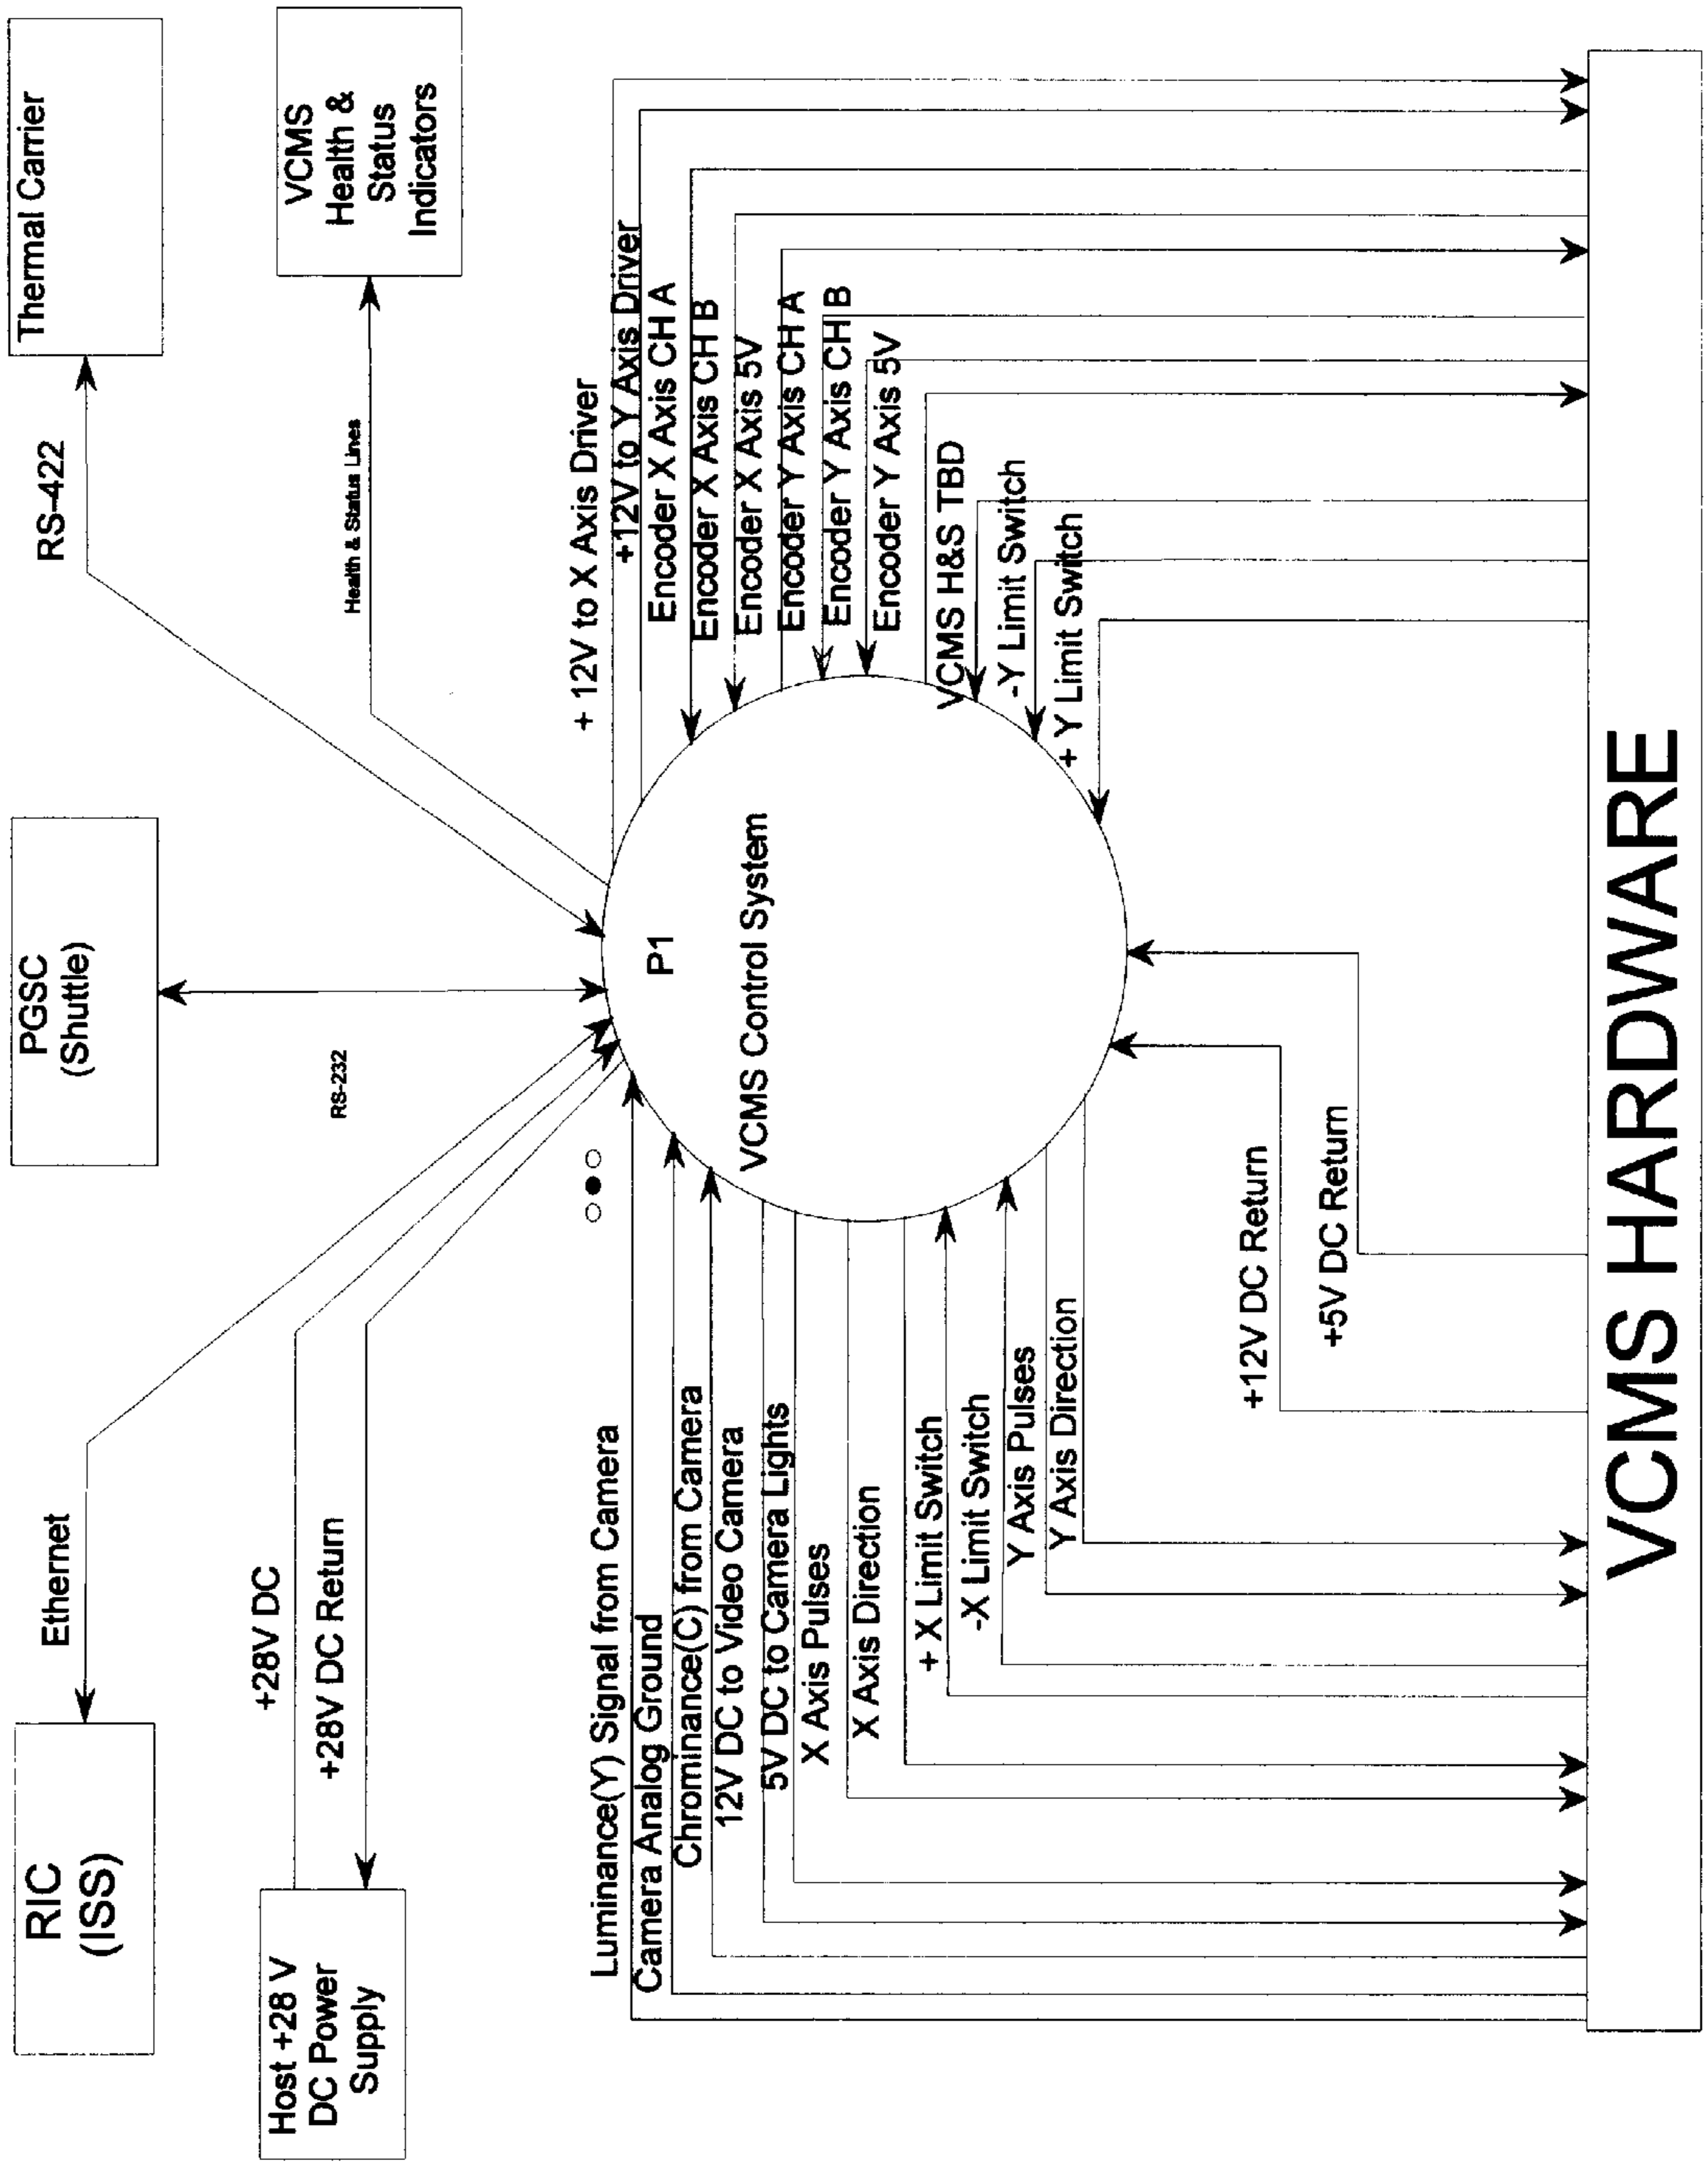 RIC
(ISS)
PGSC
(Shuttle)
Thermal Carrier
Ethernet
RS-422
Host +28 V
DC Power
Supply
+28V DC
+28V DC Return
RS-232
Health & Status Lines
VCMS
Health &
Status
Indicators
Luminance(Y) Signal from Camera
Camera Analog Ground
Chrominance(C) from Camera
12V DC to Video Camera
5V DC to Camera Lights
X Axis Pulses
X Axis Direction
+ X Limit Switch
-X Limit Switch
Y Axis Pulses
Y Axis Direction
P1
VCMS Control System
+ 12V to X Axis Driver
+12V to Y Axis Driver
Encoder X Axis CH A
Encoder X Axis CH B
Encoder X Axis 5V
Encoder Y Axis CH A
Encoder Y Axis CH B
Encoder Y Axis 5V
VCMS H&S TBD
-Y Limit Switch
+ Y Limit Switch
+12V DC Return
+5V DC Return
VCMS HARDWARE